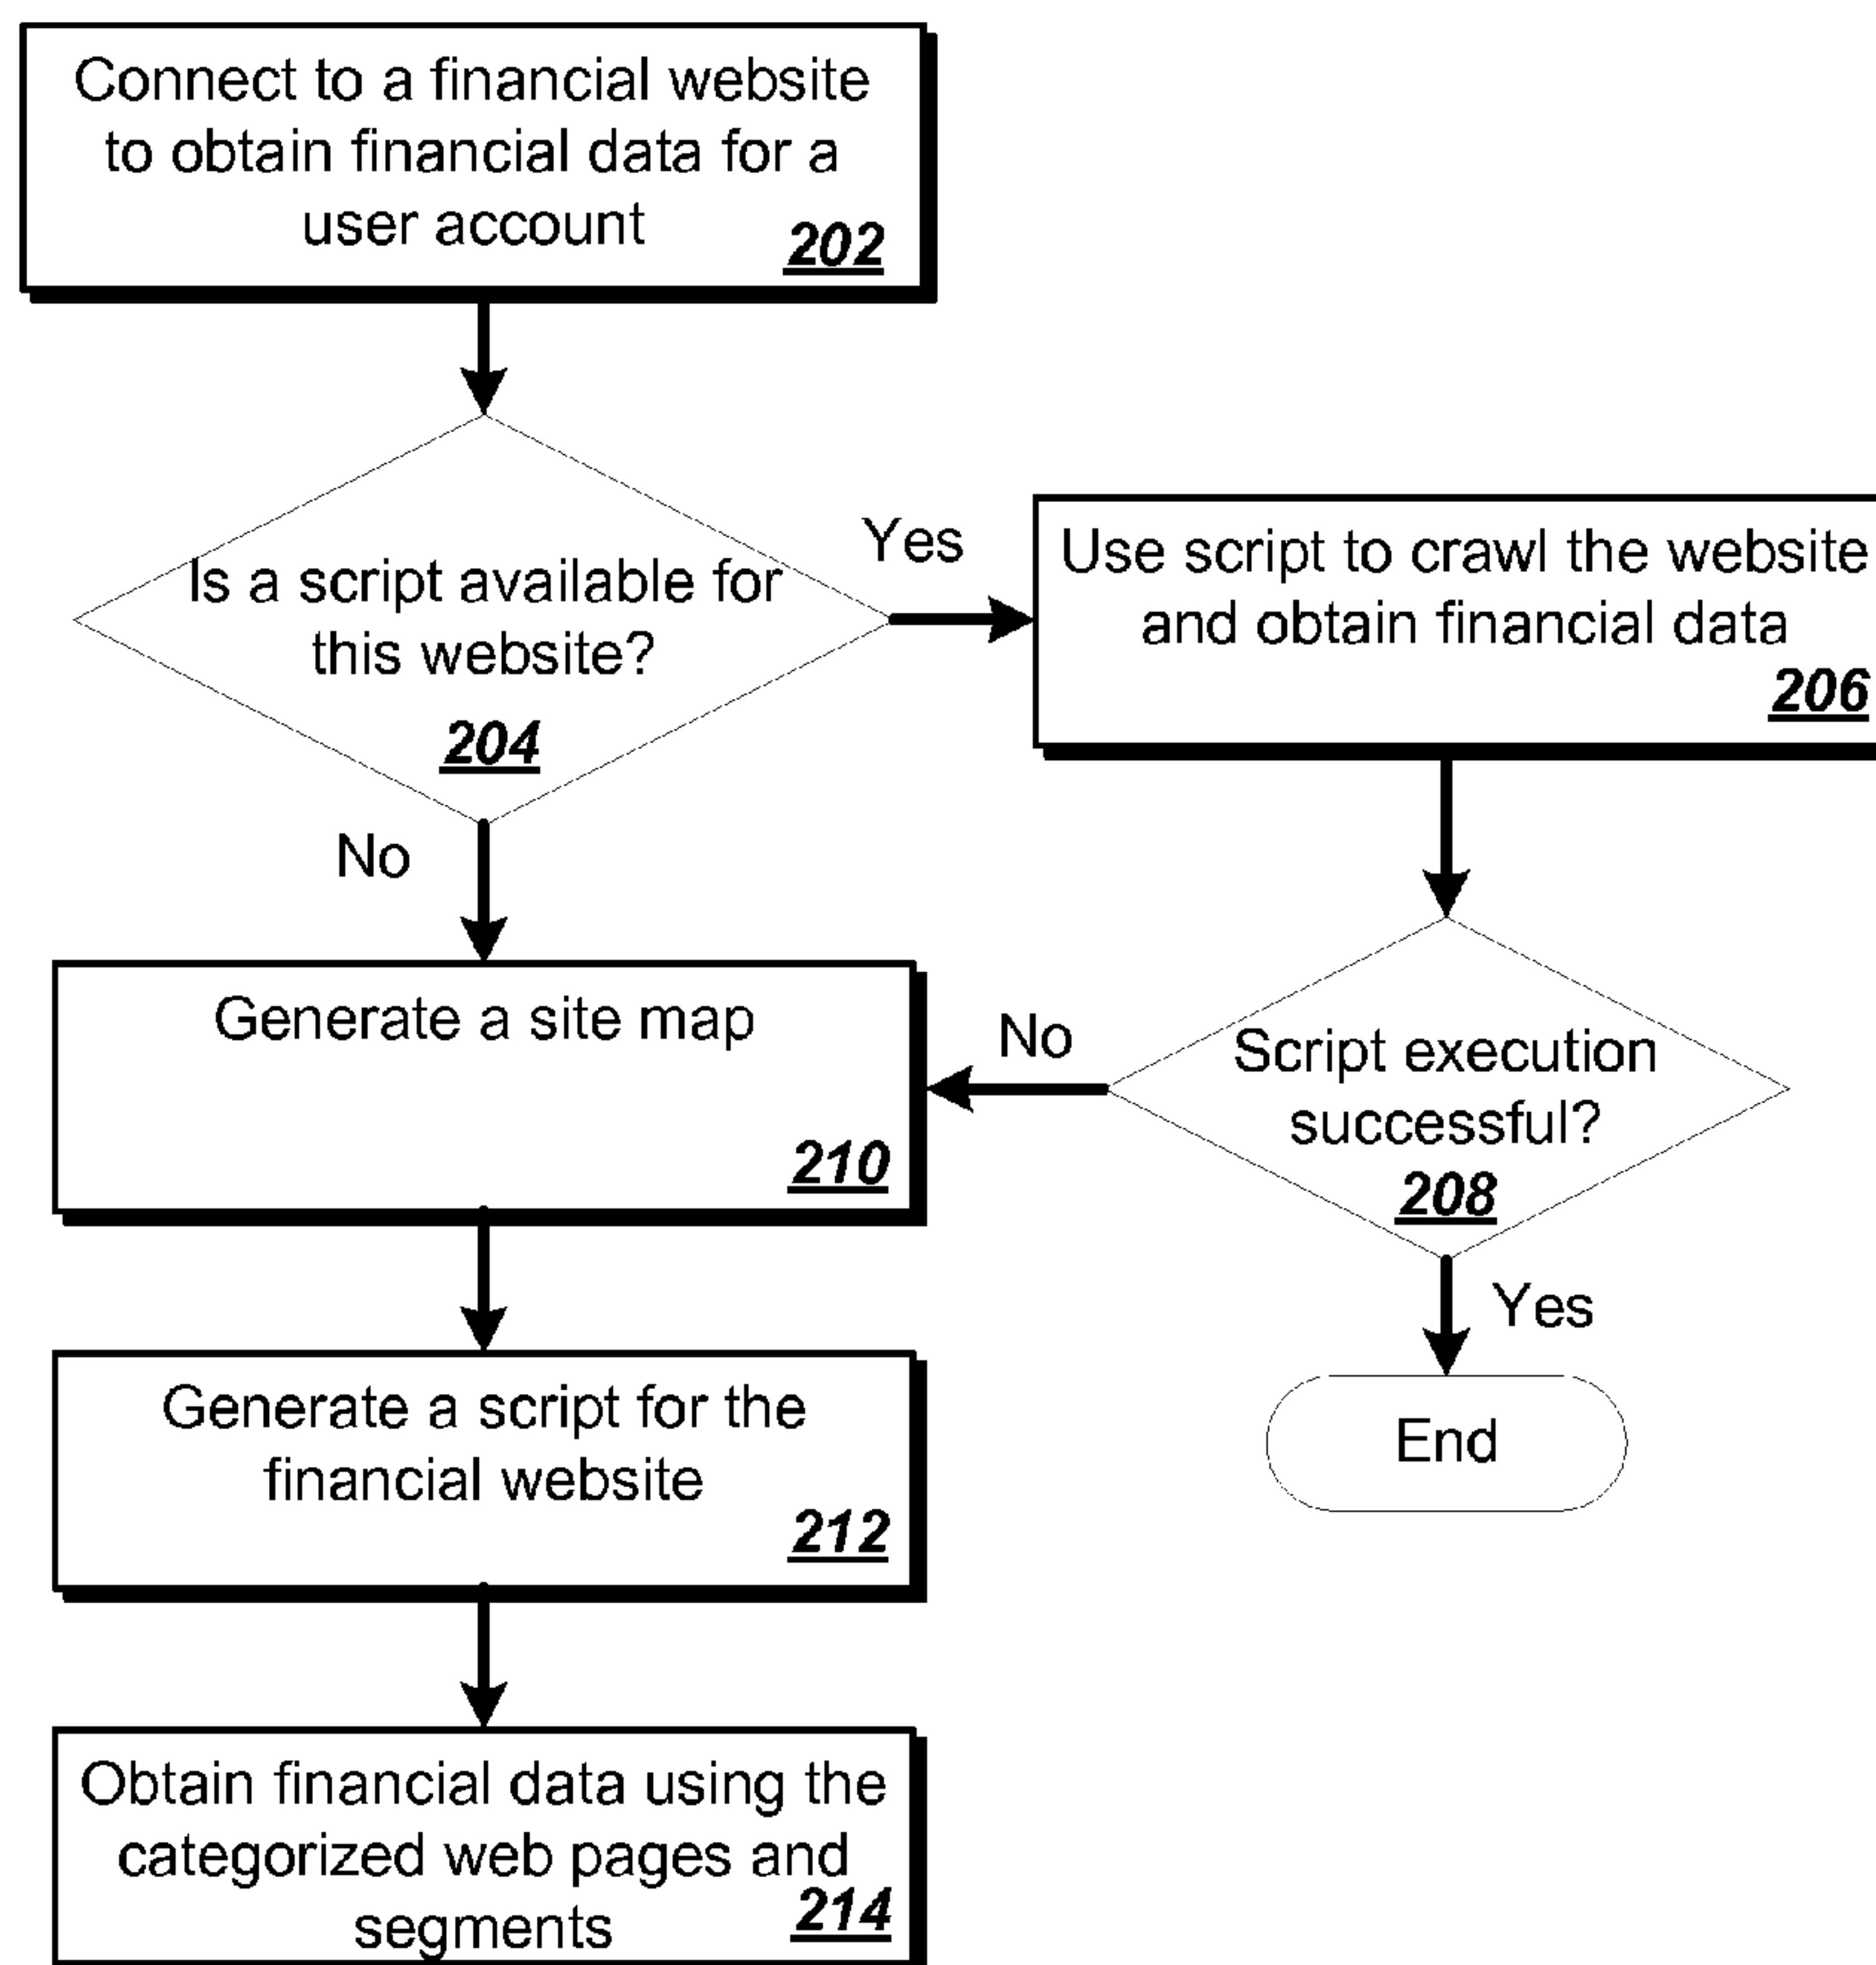 Connect to a financial website
to obtain financial data for a
user account
202
Is a script available for
this website?
204
Yes
Use script to crawl the website
and obtain financial data
206
No
Generate a site map
210
No
Script execution
successful?
208
Yes
End
Generate a script for the
financial website
212
Obtain financial data using the
categorized web pages and
segments
214